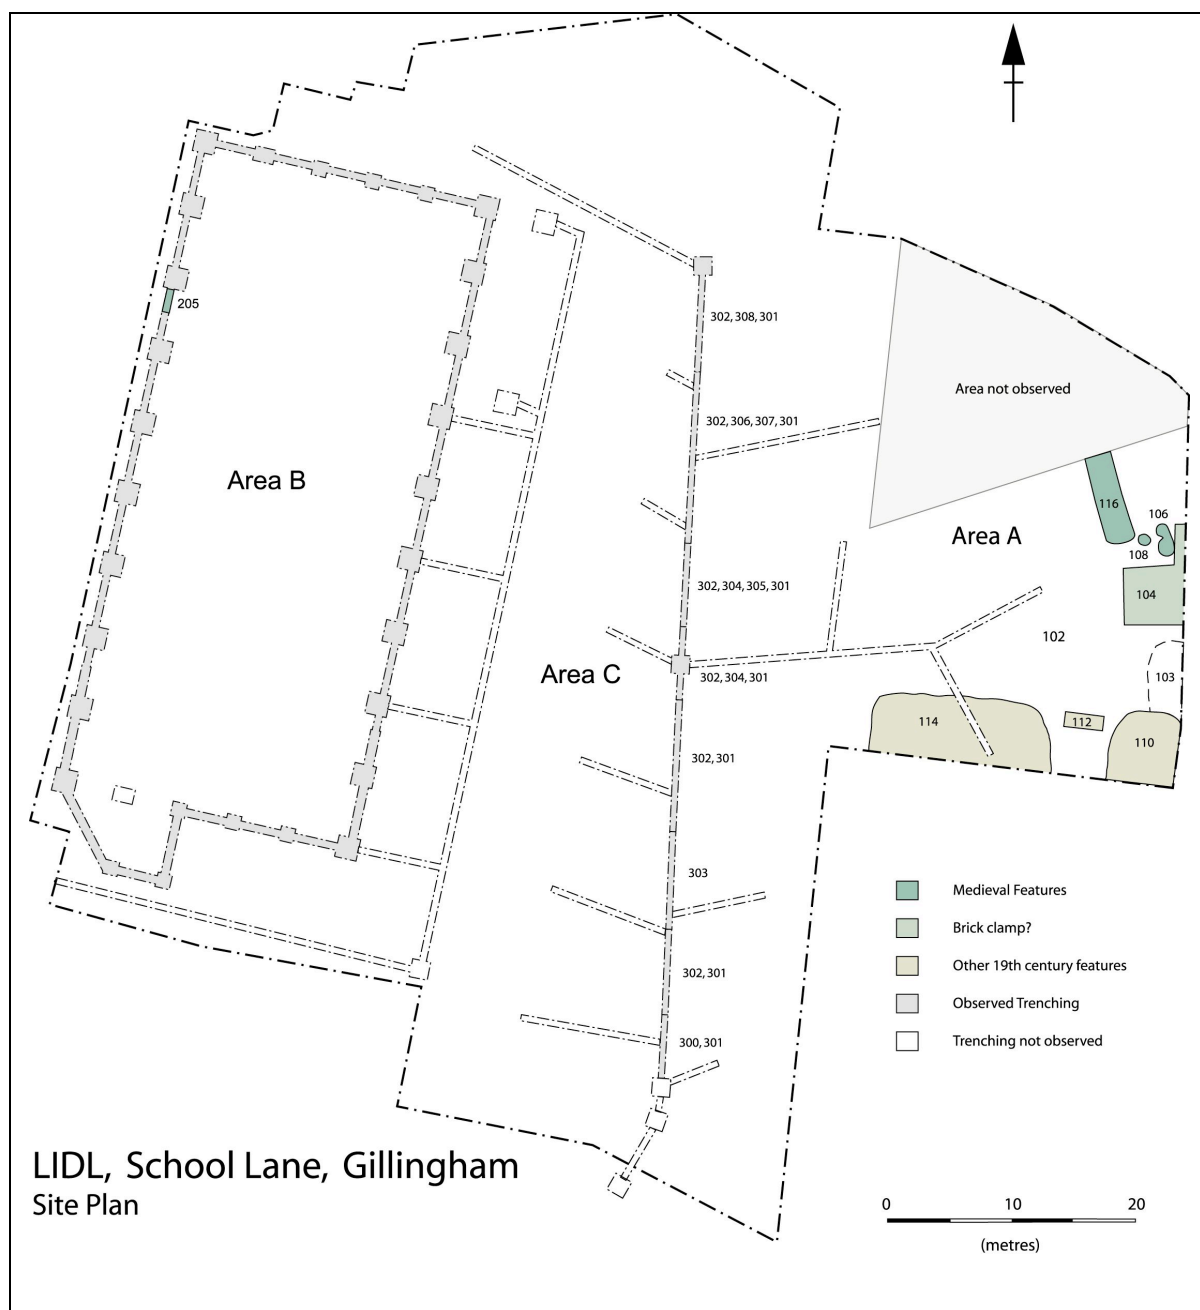 205
302, 308, 301
Area not observed
302, 306, 307, 301
Area B
116
106
Area A
108
302, 304, 305, 301
104
102
Area C
302, 304, 301
103
114
112
110
302, 301
303
Medieval Features
Brick clamp?
Other 19th century features
302, 301
Observed Trenching
300, 301
Trenching not observed
LIDL, School Lane, Gillingham
Site Plan
0 10 20
(metres)